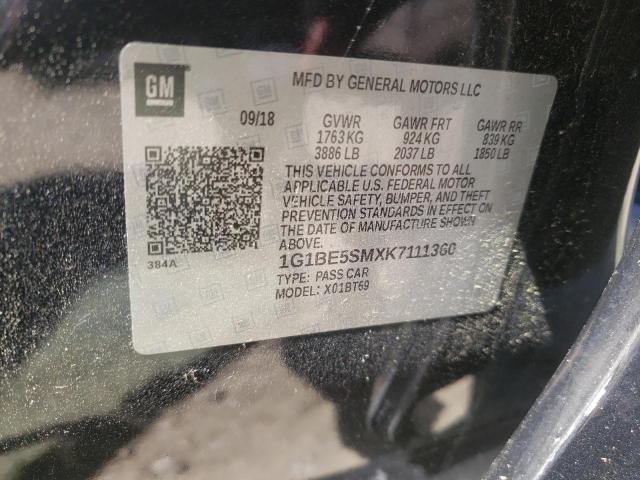 GM
MFD BY GENERAL MOTORS LLC
09/18 GVWR GAWR FRT GAWR RR
1763 KG 924 KG 839 KG
3886 LB 2037 LB 1850 LB
THIS VEHICLE CONFORMS TO ALL
APPLICABLE U.S. FEDERAL MOTOR
VEHICLE SAFETY, BUMPER, AND THEFT
PREVENTION STANDARDS IN EFFECT ON
THE DATE OF MANUFACTURE SHOWN
ABOVE.
384A
1G1BE5SMXK7111360
TYPE: PASS CAR
MODEL: X01BT69